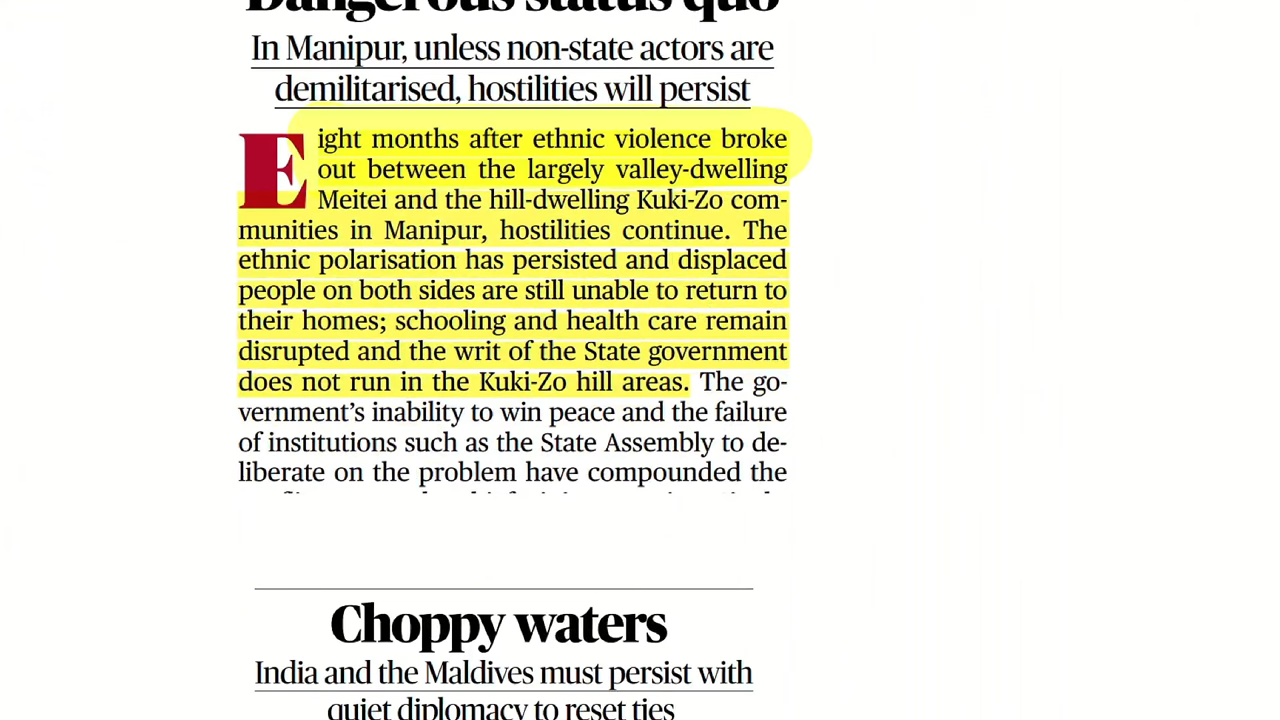 Dangerous status quo
In Manipur, unless non-state actors are
demilitarised, hostilities will persist
Eight months after ethnic violence broke
out between the largely valley-dwelling
Meitei and the hill-dwelling Kuki-Zo com-
munities in Manipur, hostilities continue. The
ethnic polarisation has persisted and displaced
people on both sides are still unable to return to
their homes; schooling and health care remain
disrupted and the writ of the State government
does not run in the Kuki-Zo hill areas. The go-
vernment’s inability to win peace and the failure
of institutions such as the State Assembly to de-
liberate on the problem have compounded the
Choppy waters
India and the Maldives must persist with
quiet diplomacy to reset ties